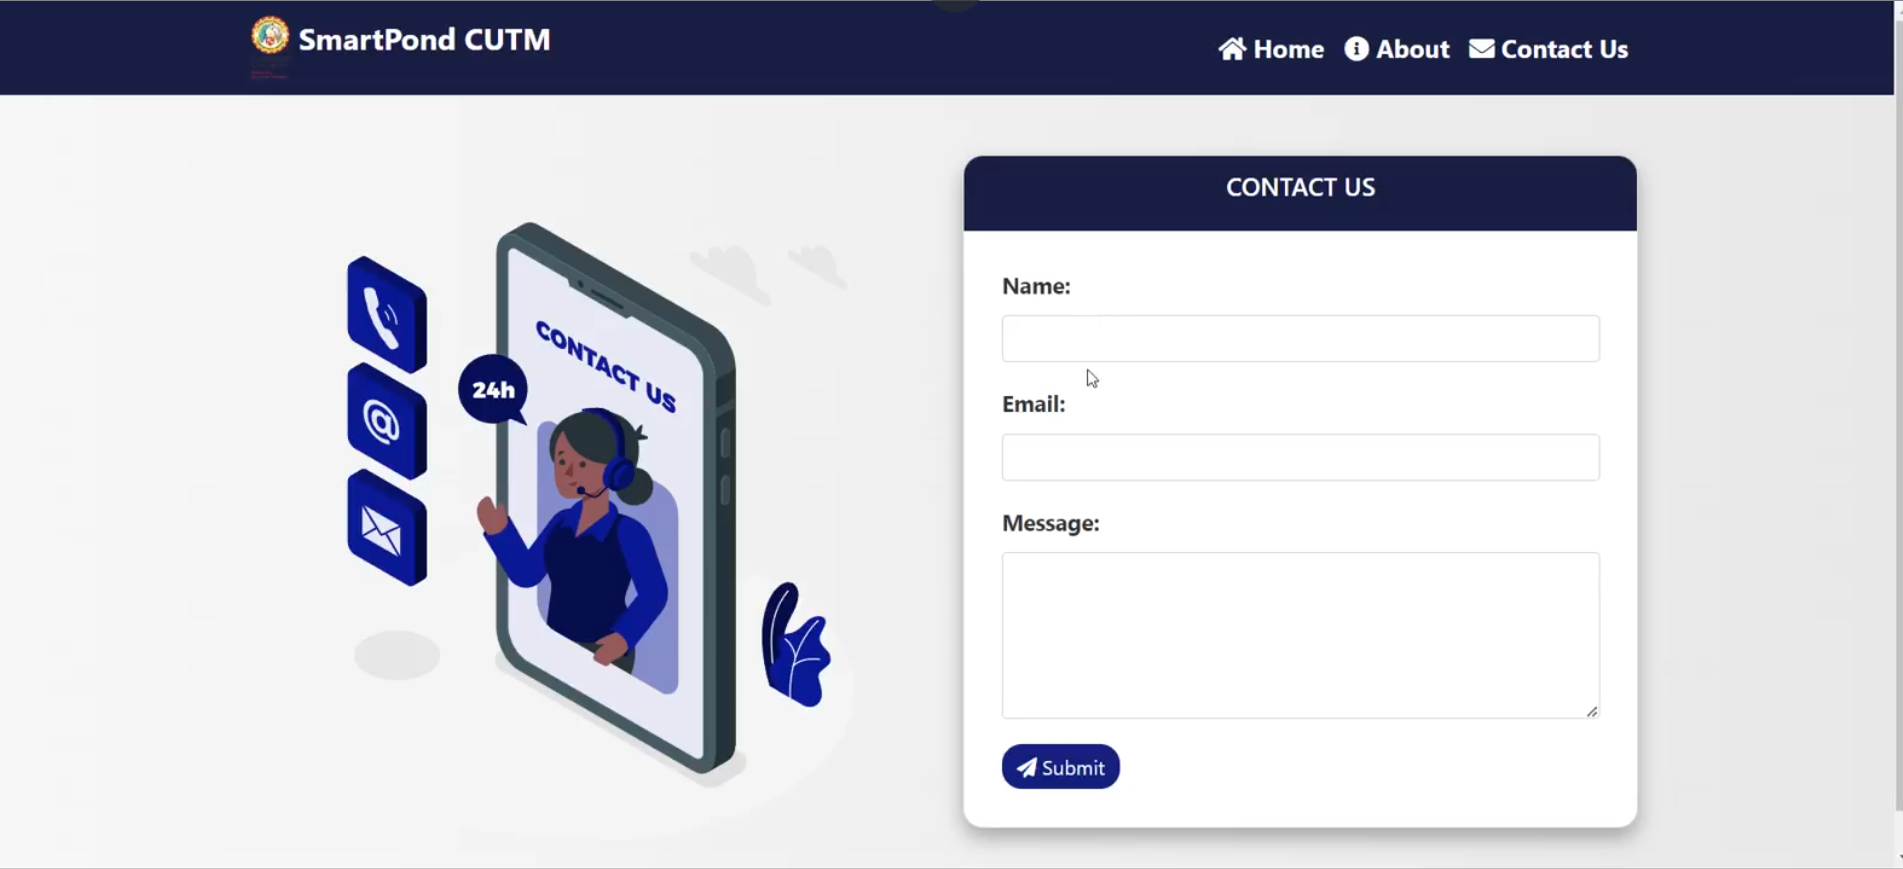 SmartPond CUTM
Home About Contact Us
CONTACT US
Name:
Email:
Message:
Submit
CONTACT US
24h
@